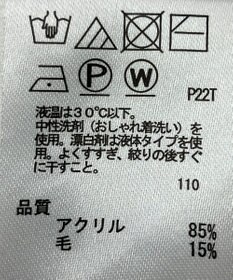 P
W
P22T
液温は30℃以下。
中性洗剤(おしゃれ着洗い)を
使用。漂白剤は液体タイプを使
用。よくすすぎ、絞りの後すぐ
に干すこと。
110
品質
アクリル 85%
毛 15%